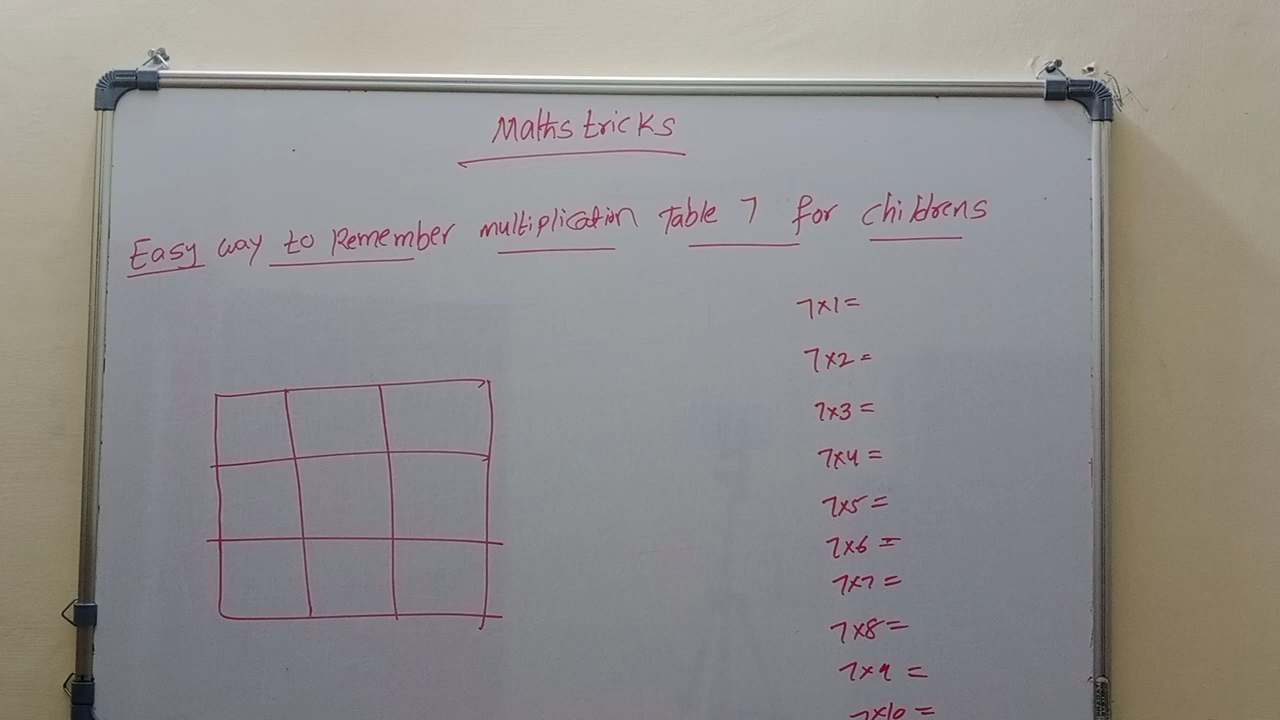 Maths tricks
Easy way to Remember multiplication Table 7 for childrens
7x1=
7x2=
7x3=
7x4=
7x5=
7x6=
7x7=
7x8=
7x9=
7x10=